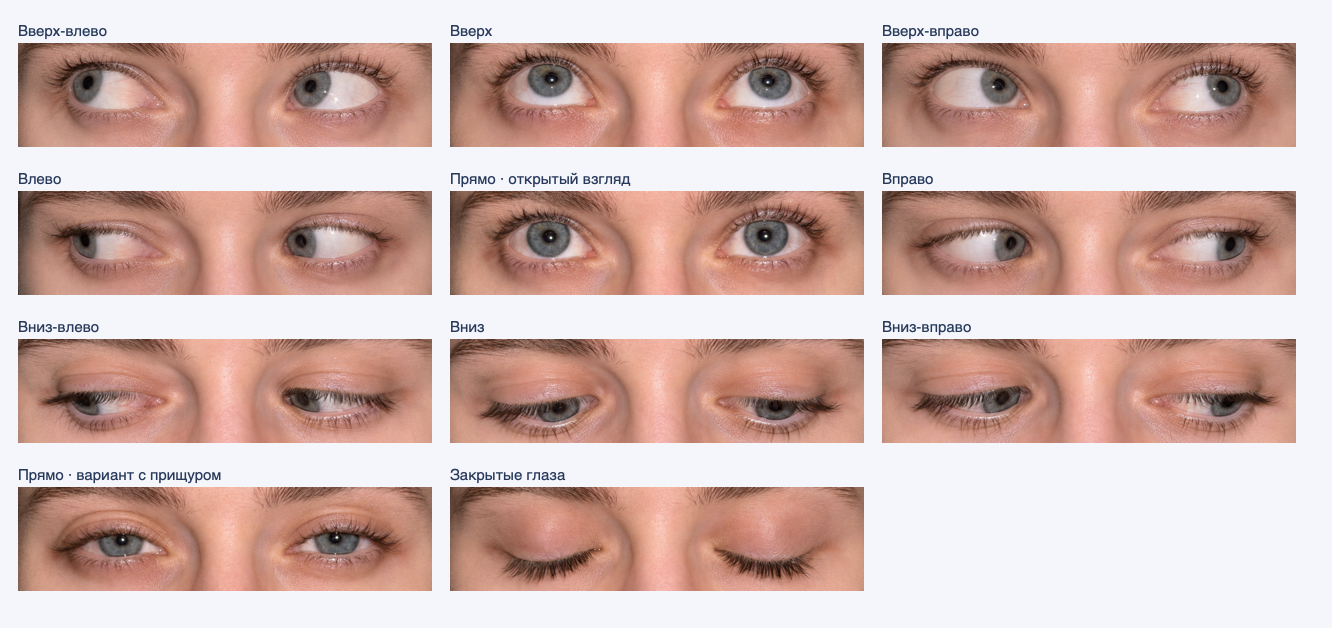 Вверх-влево
Вверх
Вверх-вправо
Влево
Прямо · открытый взгляд
Вправо
Вниз-влево
Вниз
Вниз-вправо
Прямо · вариант с прищуром
Закрытые глаза